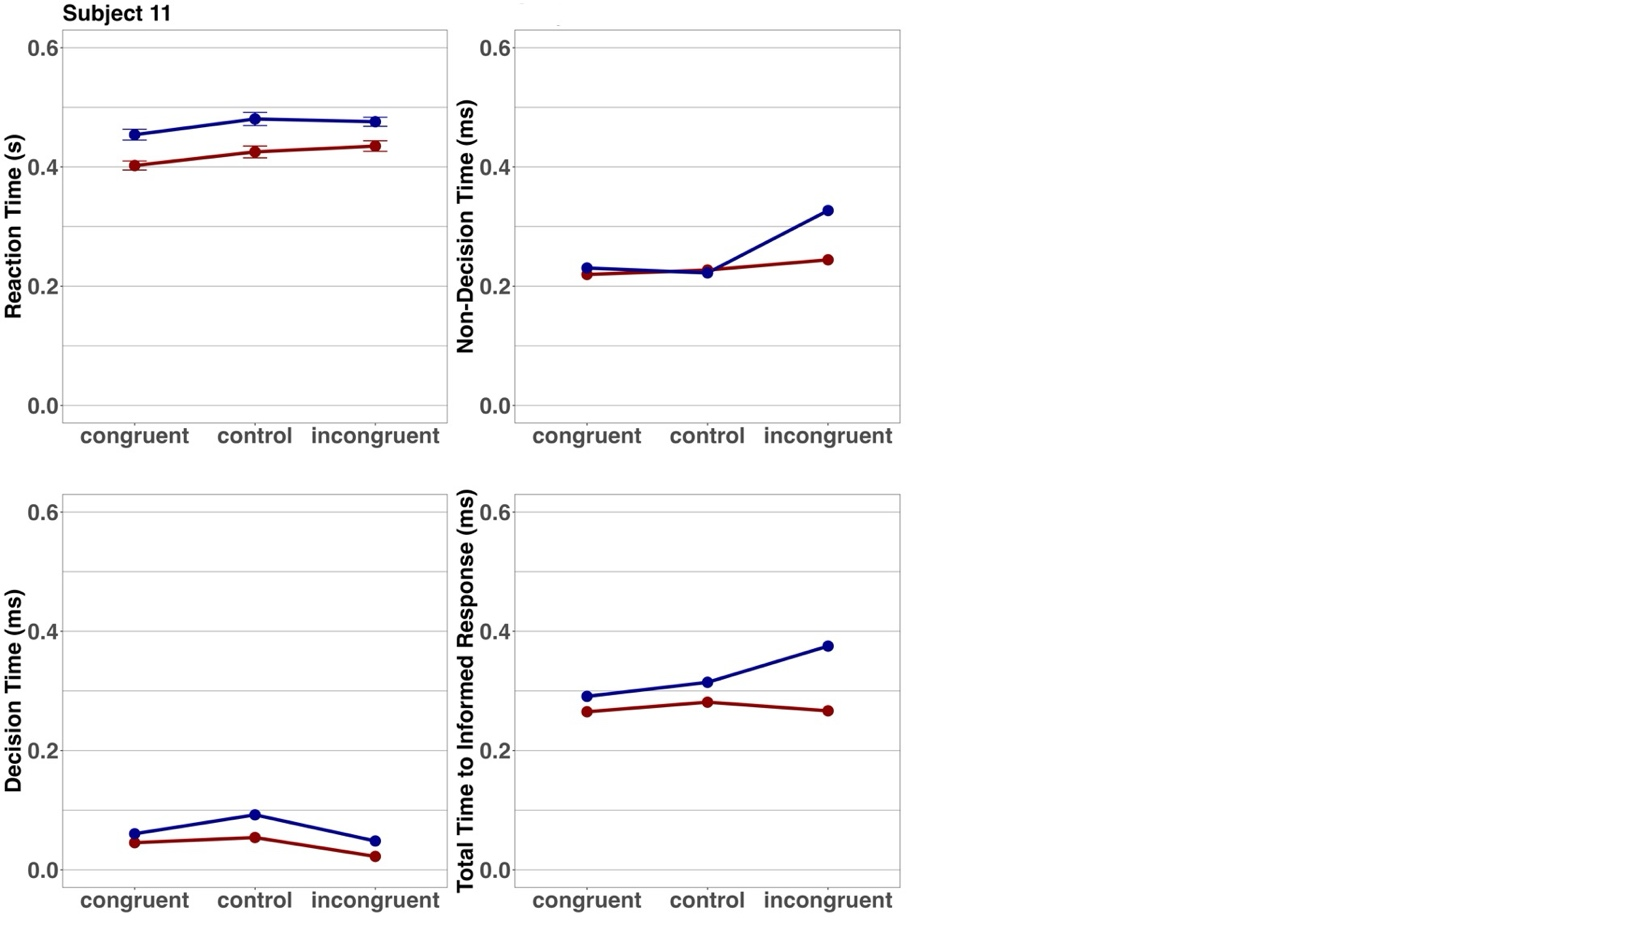 Subject 11
Reaction Time (s)
0.6
0.4
0.2
0.0
congruent control incongruent
Non-Decision Time (ms)
0.6
0.4
0.2
0.0
congruent control incongruent
Decision Time (ms)
0.6
0.4
0.2
0.0
congruent control incongruent
Total Time to Informed Response (ms)
0.6
0.4
0.2
0.0
congruent control incongruent